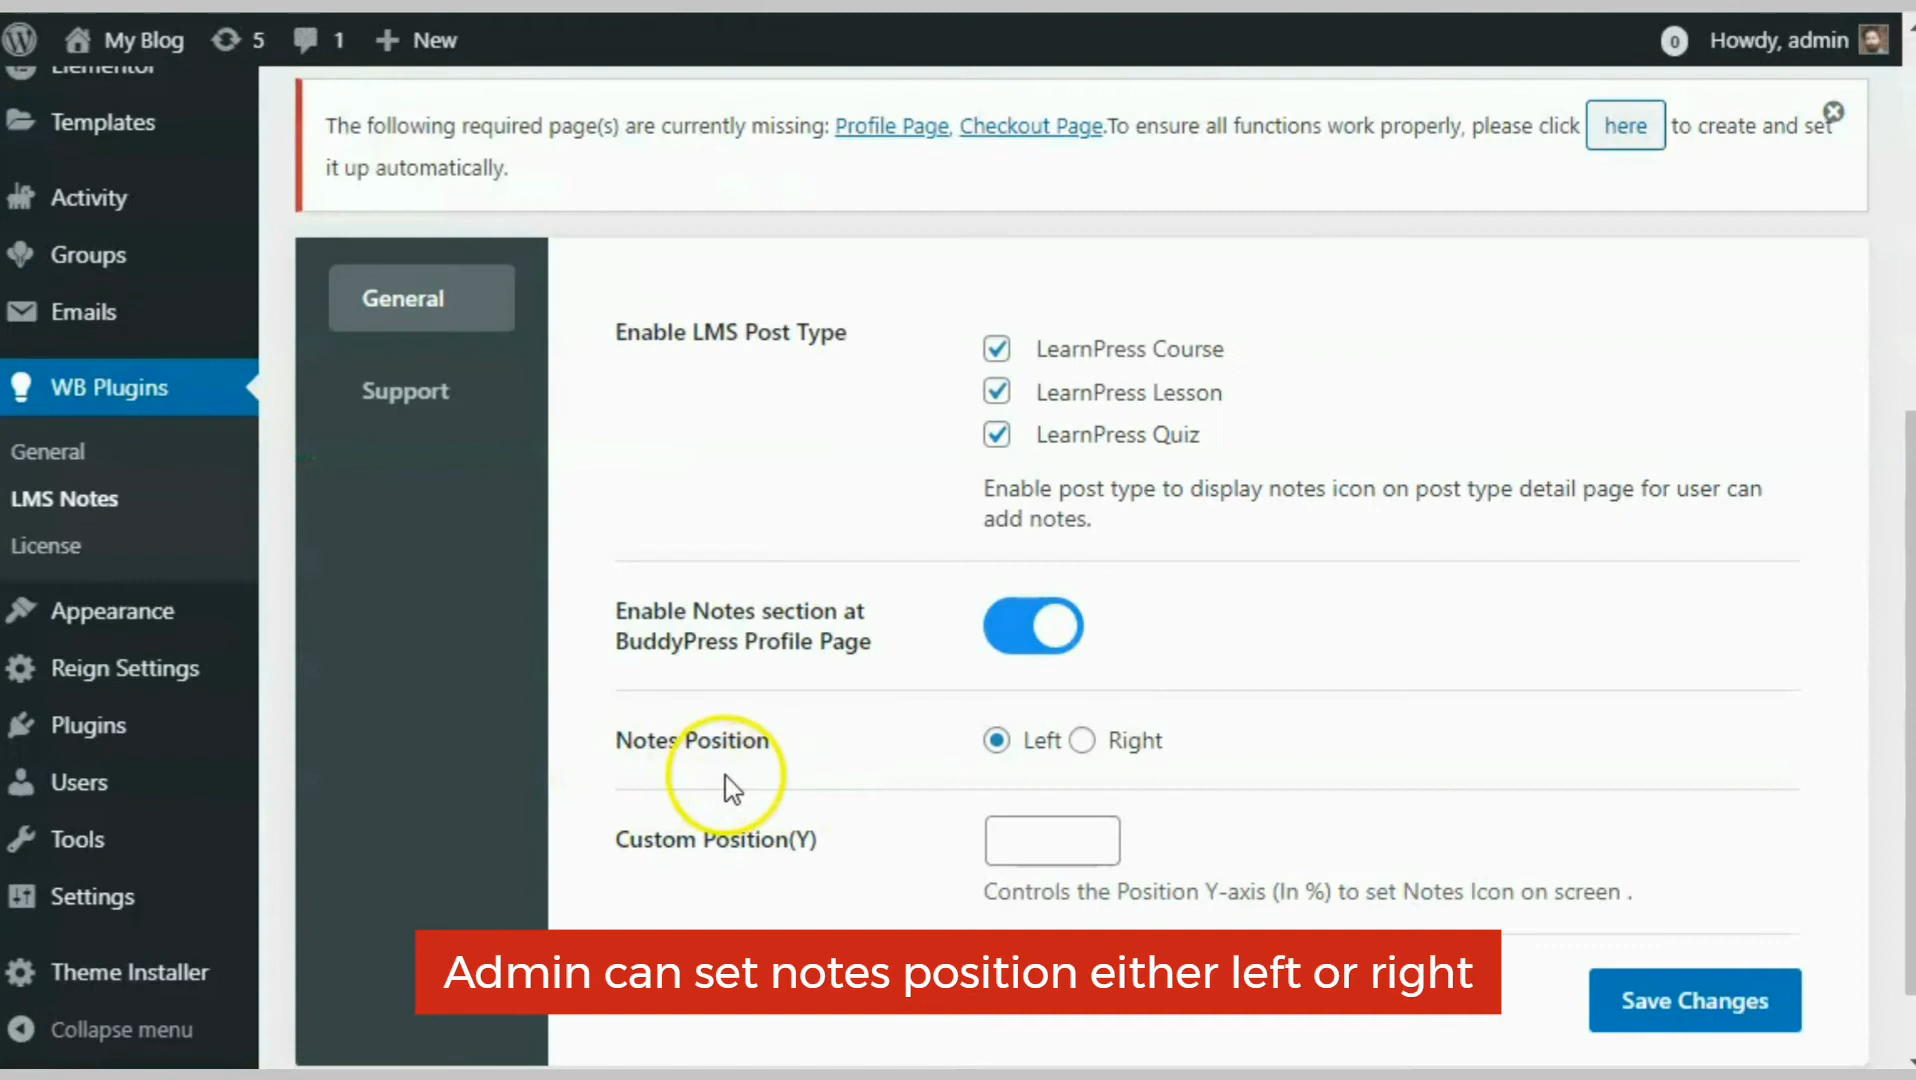 My Blog
5
1
New
0
Howdy, admin
Elementor
Templates
Activity
Groups
Emails
WB Plugins
General
LMS Notes
License
Appearance
Reign Settings
Plugins
Users
Tools
Settings
Theme Installer
Collapse menu
The following required page(s) are currently missing: Profile Page, Checkout Page.To ensure all functions work properly, please click here to create and set
it up automatically.
General
Support
Enable LMS Post Type
LearnPress Course
LearnPress Lesson
LearnPress Quiz
Enable post type to display notes icon on post type detail page for user can
add notes.
Enable Notes section at
BuddyPress Profile Page
Notes Position
Left
Right
Custom Position(Y)
Controls the Position Y-axis (In %) to set Notes Icon on screen .
Admin can set notes position either left or right
Save Changes